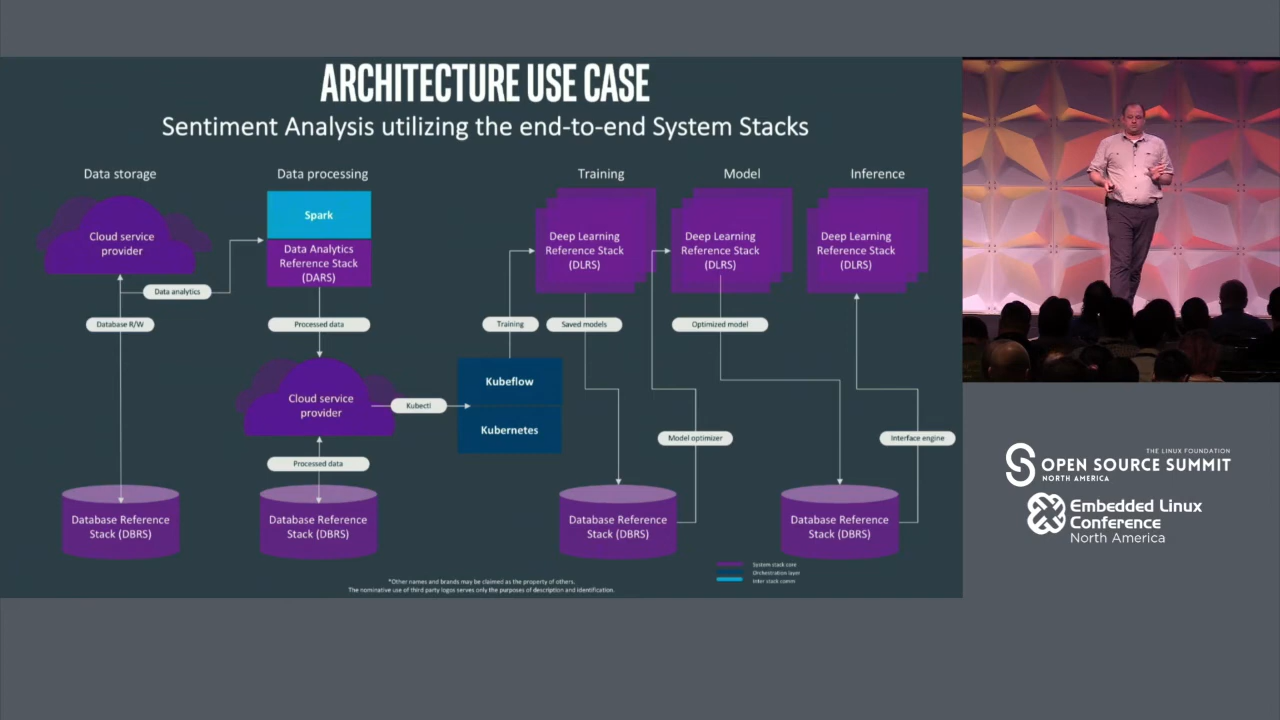 ARCHITECTURE USE CASE
Sentiment Analysis utilizing the end-to-end System Stacks
Data storage
Data processing
Training
Model
Inference
Cloud service
provider
Spark
Data Analytics
Reference Stack
(DARS)
Deep Learning
Reference Stack
(DLRS)
Deep Learning
Reference Stack
(DLRS)
Deep Learning
Reference Stack
(DLRS)
Data analytics
Database R/W
Processed data
Training
Saved models
Optimized model
Cloud service
provider
Kubectl
Kubeflow
Kubernetes
Model optimizer
Interface engine
Processed data
Database Reference
Stack (DBRS)
Database Reference
Stack (DBRS)
Database Reference
Stack (DBRS)
Database Reference
Stack (DBRS)
System stack core
Orchestration layer
Inter stack comm
*Other names and brands may be claimed as the property of others.
The nominative use of third party logos serves only the purposes of description and identification.
THE LINUX FOUNDATION
OPEN SOURCE SUMMIT
NORTH AMERICA
Embedded Linux
Conference
North America